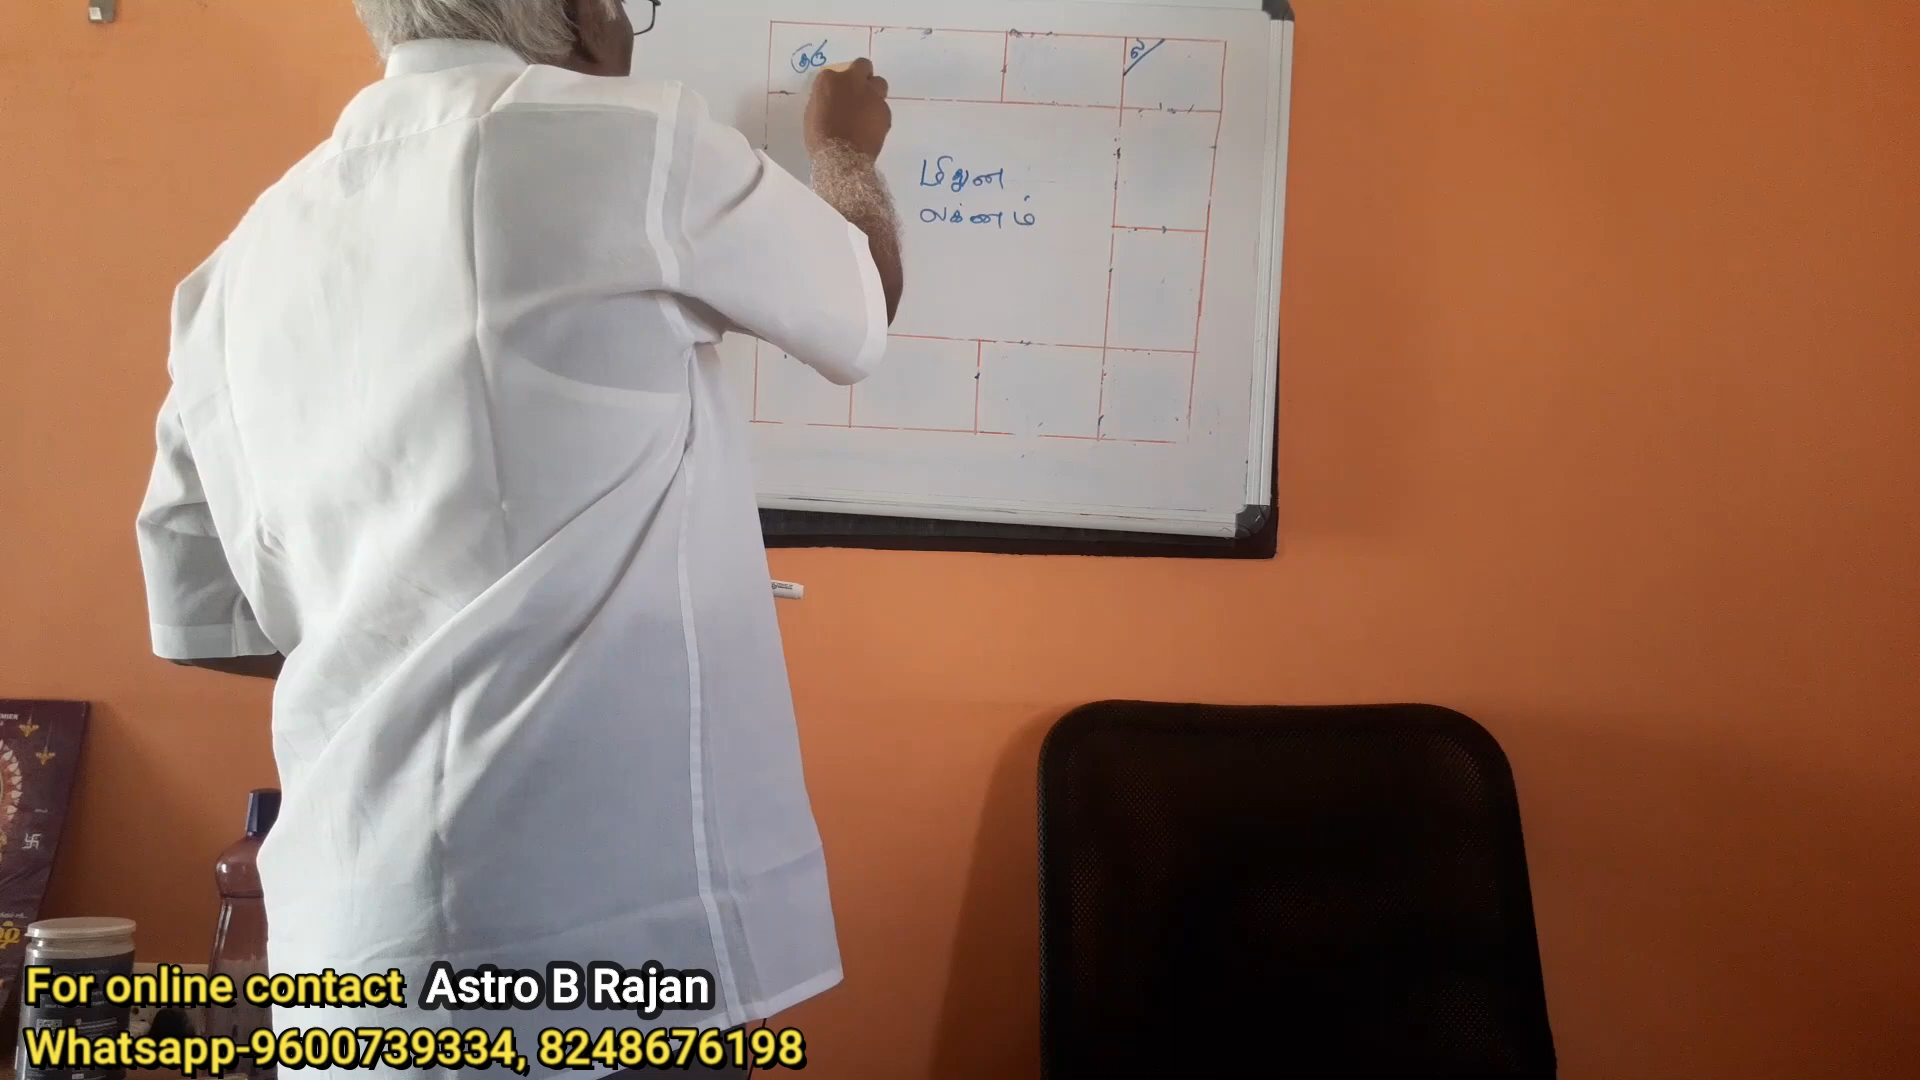 குரு
ல
மிதுன
லக்னம்
For online contact Astro B Rajan
Whatsapp-9600739334, 8248676198